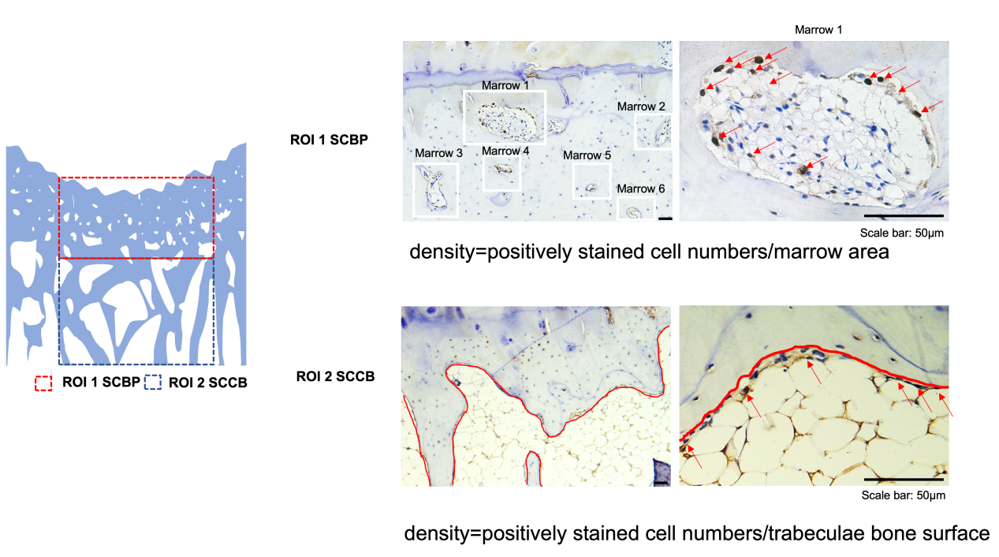 Marrow 1
Marrow 1
Marrow 2
ROI 1 SCBP
Marrow 3
Marrow 4
Marrow 5
Marrow 6
Scale bar: 50μm
density=positively stained cell numbers/marrow area
ROI 2 SCCB
ROI 1 SCBP
ROI 2 SCCB
Scale bar: 50μm
density=positively stained cell numbers/trabeculae bone surface